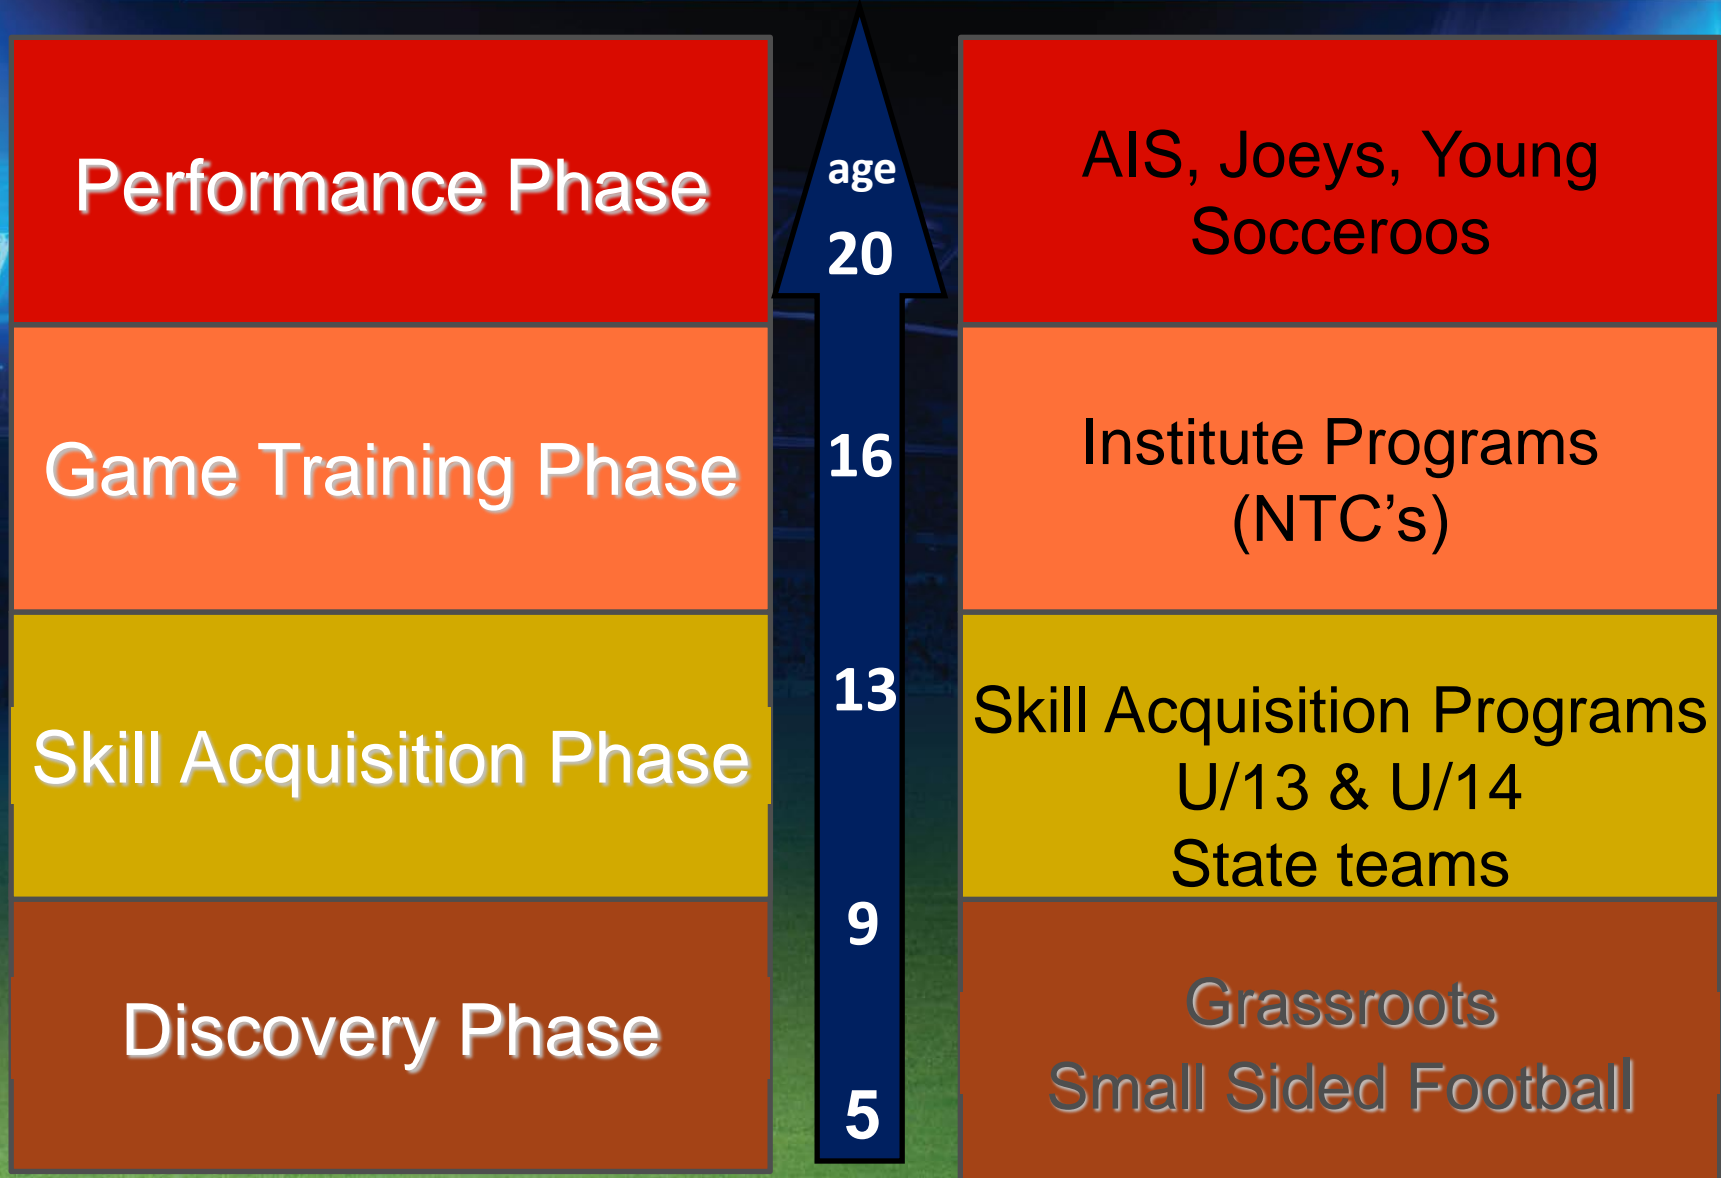 Performance Phase
age
20
AIS, Joeys, Young
Socceroos
Game Training Phase
16
Institute Programs
(NTC’s)
Skill Acquisition Phase
13
Skill Acquisition Programs
U/13 & U/14
State teams
Discovery Phase
9
5
Grassroots
Small Sided Football